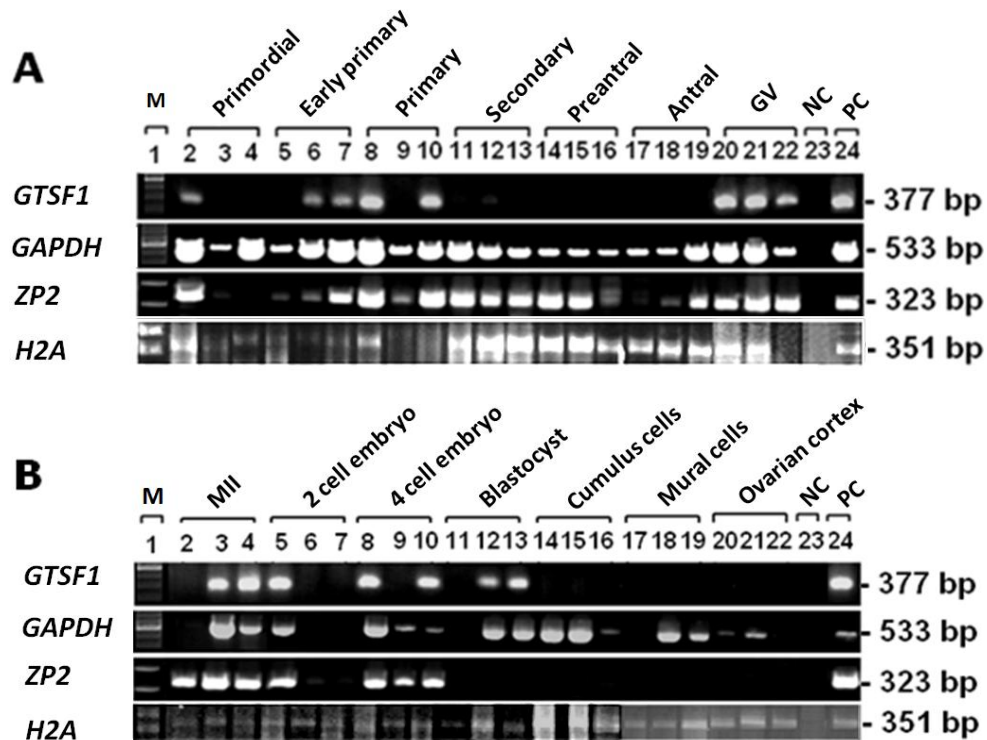 A
M Primordial Early primary Primary Secondary Preantral Antral GV NC PC
1 2 3 4 5 6 7 8 9 10 11 12 13 14 15 16 17 18 19 20 21 22 23 24
GTSF1 - 377 bp
GAPDH - 533 bp
ZP2 - 323 bp
H2A - 351 bp
B
M MII 2 cell embryo 4 cell embryo Blastocyst Cumulus cells Mural cells Ovarian cortex NC PC
1 2 3 4 5 6 7 8 9 10 11 12 13 14 15 16 17 18 19 20 21 22 23 24
GTSF1 - 377 bp
GAPDH - 533 bp
ZP2 - 323 bp
H2A - 351 bp